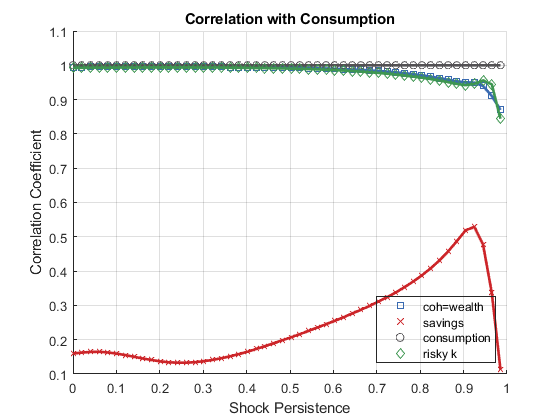 Correlation with Consumption
1.1
1
0.9
0.8
0.7
0.6
0.5
0.4
0.3
0.2
0.1
Correlation Coefficient
coh=wealth
savings
consumption
risky k
0 0.1 0.2 0.3 0.4 0.5 0.6 0.7 0.8 0.9 1
Shock Persistence